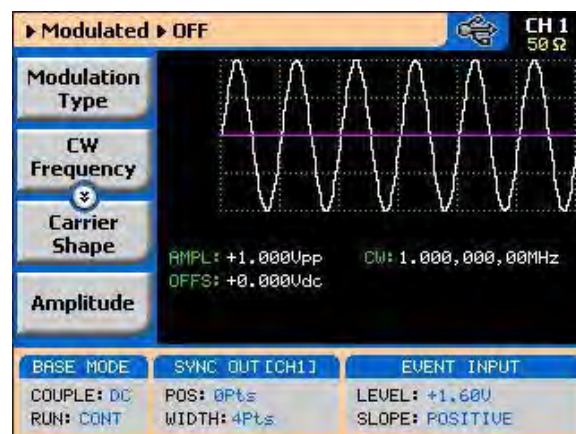 ▶ Modulated ▶ OFF
CH 1
50 Ω
Modulation
Type
CW
Frequency
Carrier
Shape
Amplitude
AMPL: +1.000Vpp
CW: 1.000,000,00MHz
OFFS: +0.000Vdc
BASE MODE
SYNC OUT [CH1]
EVENT INPUT
COUPLE: DC
POS: 0Pts
LEVEL: +1.60V
RUN: CONT
WIDTH: 4Pts
SLOPE: POSITIVE